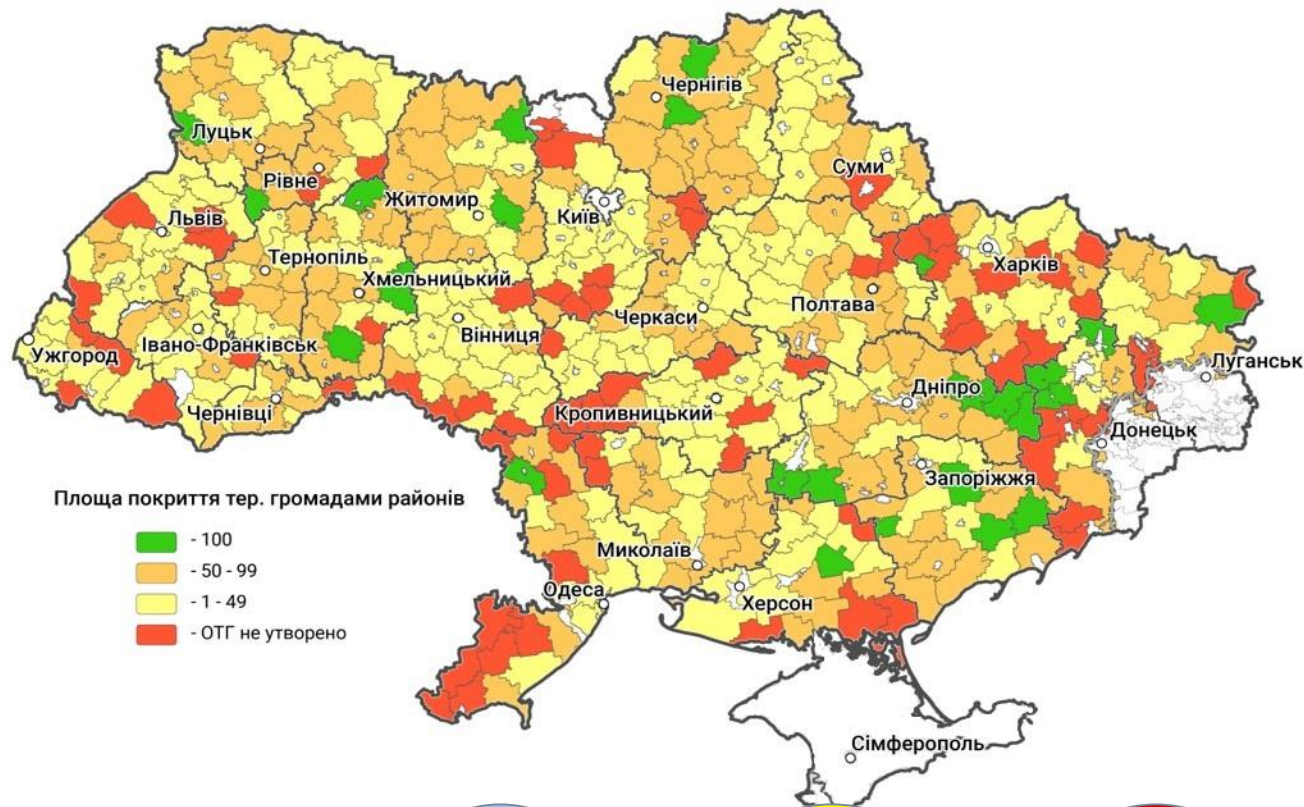 Чернігів
Луцьк
Рівне
Суми
Житомир
Київ
Львів
Харків
Тернопіль
Хмельницький
Полтава
Черкаси
Вінниця
Ужгород
Івано-Франківськ
Луганськ
Дніпро
Чернівці
Кропивницький
Донецьк
Запоріжжя
Площа покриття тер. громадами районів
- 100
- 50 - 99
- 1 - 49
- ОТГ не утворено
Миколаїв
Одеса
Херсон
Сімферополь